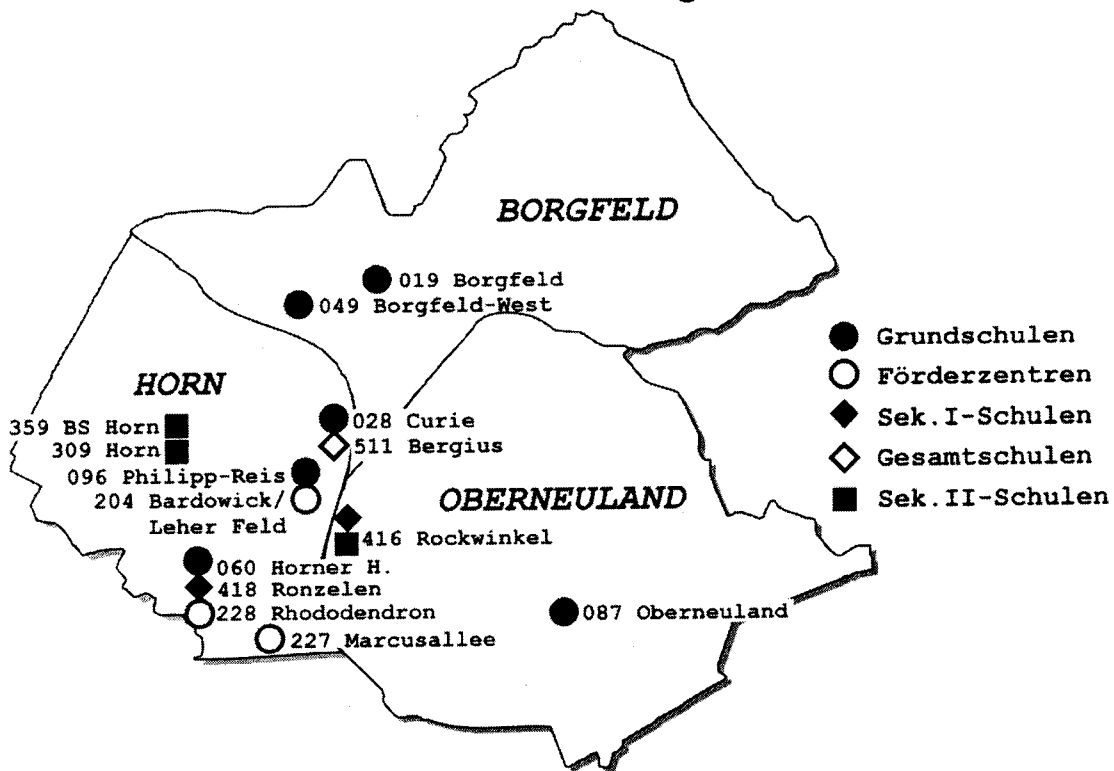 BORGFELD
019 Borgfeld
049 Borgfeld-West
Grundschulen
Förderzentren
Sek.I-Schulen
Gesamtschulen
Sek.II-Schulen
HORN
359 BS Horn
309 Horn
028 Curie
511 Bergius
096 Philipp-Reis
204 Bardowick/
Leher Feld
OBERNEULAND
416 Rockwinkel
060 Horner H.
418 Ronzelen
228 Rhododendron
227 Marcusallee
087 Oberneuland